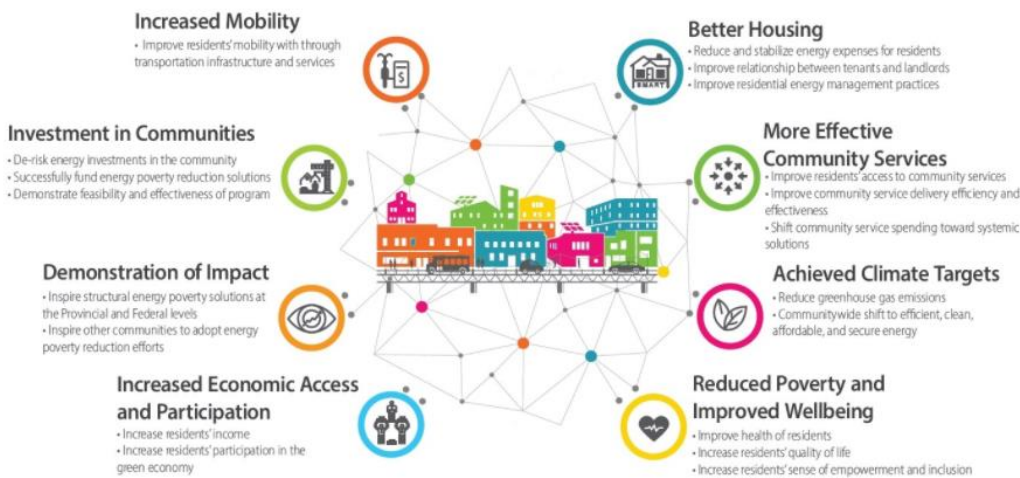 Increased Mobility
• Improve residents' mobility with through
transportation infrastructure and services
Investment in Communities
• De-risk energy investments in the community
• Successfully fund energy poverty reduction solutions
• Demonstrate feasibility and effectiveness of program
Demonstration of Impact
• Inspire structural energy poverty solutions at
the Provincial and Federal levels
• Inspire other communities to adopt energy
poverty reduction efforts
Increased Economic Access
and Participation
• Increase residents' income
• Increase residents' participation in the
green economy
$
SMART
Better Housing
• Reduce and stabilize energy expenses for residents
• Improve relationship between tenants and landlords
• Improve residential energy management practices
More Effective
Community Services
• Improve residents' access to community services
• Improve community service delivery efficiency and
effectiveness
• Shift community service spending toward systemic
solutions
Achieved Climate Targets
• Reduce greenhouse gas emissions
• Communitywide shift to efficient, clean,
affordable, and secure energy
Reduced Poverty and
Improved Wellbeing
• Improve health of residents
• Increase residents' quality of life
• Increase residents' sense of empowerment and inclusion